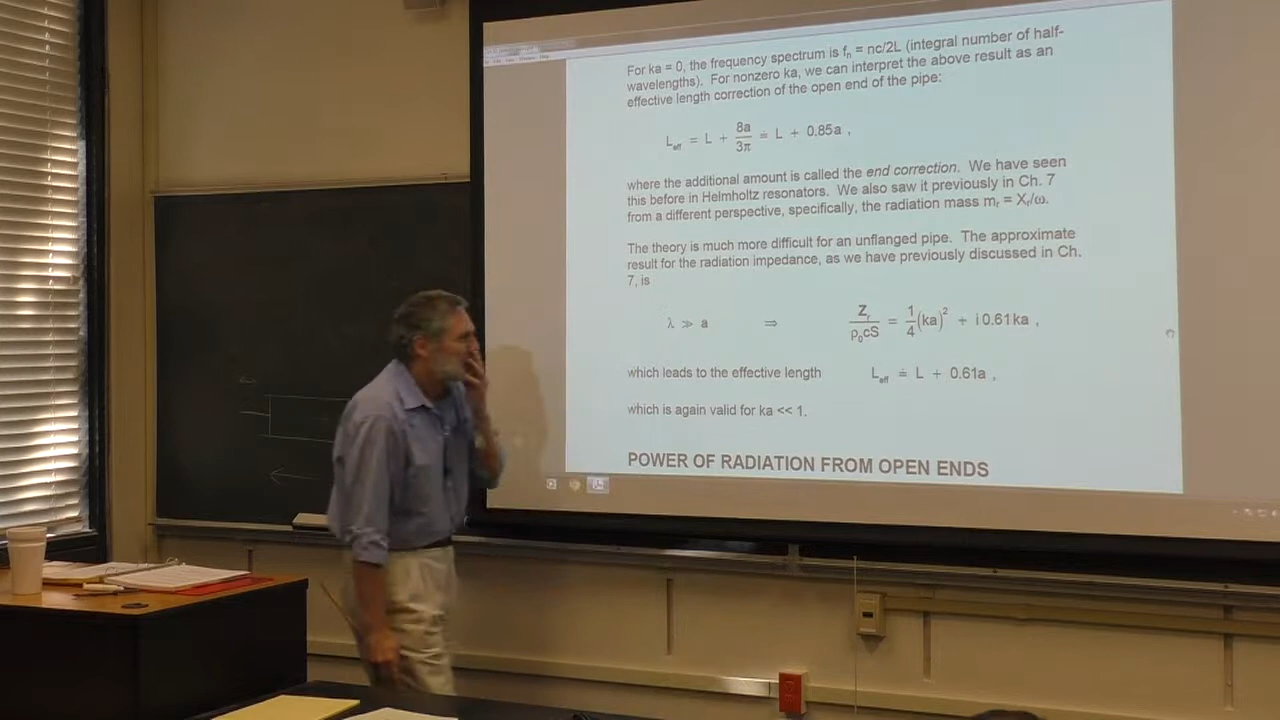 For ka = 0, the frequency spectrum is fₙ = nc/2L (integral number of half-
wavelengths). For nonzero ka, we can interpret the above result as an
effective length correction of the open end of the pipe:
L_eff = L + 8a/3π ≐ L + 0.85a ,
where the additional amount is called the end correction. We have seen
this before in Helmholtz resonators. We also saw it previously in Ch. 7
from a different perspective, specifically, the radiation mass mᵣ = Xᵣ/ω.
The theory is much more difficult for an unflanged pipe. The approximate
result for the radiation impedance, as we have previously discussed in Ch.
7, is
λ ≫ a ⇒ Zᵣ/ρ₀cS = 1/4 (ka)² + i 0.61 ka ,
which leads to the effective length L_eff ≐ L + 0.61a ,
which is again valid for ka << 1.
POWER OF RADIATION FROM OPEN ENDS